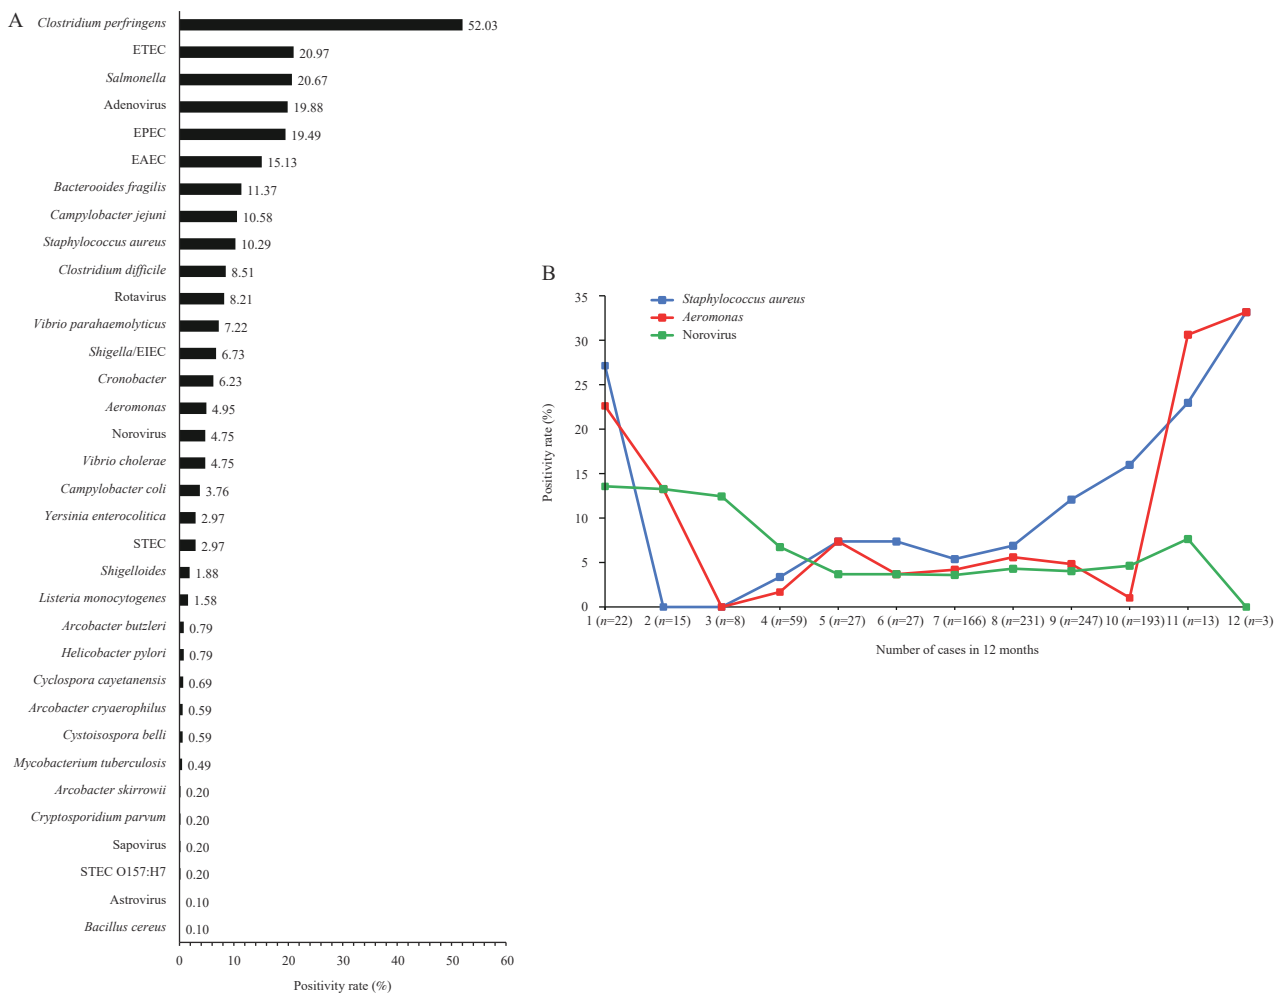 A
Clostridium perfringens 52.03
ETEC 20.97
Salmonella 20.67
Adenovirus 19.88
EPEC 19.49
EAEC 15.13
Bacterooides fragilis 11.37
Campylobacter jejuni 10.58
Staphylococcus aureus 10.29
Clostridium difficile 8.51
Rotavirus 8.21
Vibrio parahaemolyticus 7.22
Shigella/EIEC 6.73
Cronobacter 6.23
Aeromonas 4.95
Norovirus 4.75
Vibrio cholerae 4.75
Campylobacter coli 3.76
Yersinia enterocolitica 2.97
STEC 2.97
Shigelloides 1.88
Listeria monocytogenes 1.58
Arcobacter butzleri 0.79
Helicobacter pylori 0.79
Cyclospora cayetanensis 0.69
Arcobacter cryaerophilus 0.59
Cystoisospora belli 0.59
Mycobacterium tuberculosis 0.49
Arcobacter skirrowii 0.20
Cryptosporidium parvum 0.20
Sapovirus 0.20
STEC O157:H7 0.20
Astrovirus 0.10
Bacillus cereus 0.10
0 10 20 30 40 50 60
Positivity rate (%)
B
Staphylococcus aureus
Aeromonas
Norovirus
35
30
25
20
15
10
5
0
Positivity rate (%)
1 (n=22) 2 (n=15) 3 (n=8) 4 (n=59) 5 (n=27) 6 (n=27) 7 (n=166) 8 (n=231) 9 (n=247) 10 (n=193) 11 (n=13) 12 (n=3)
Number of cases in 12 months